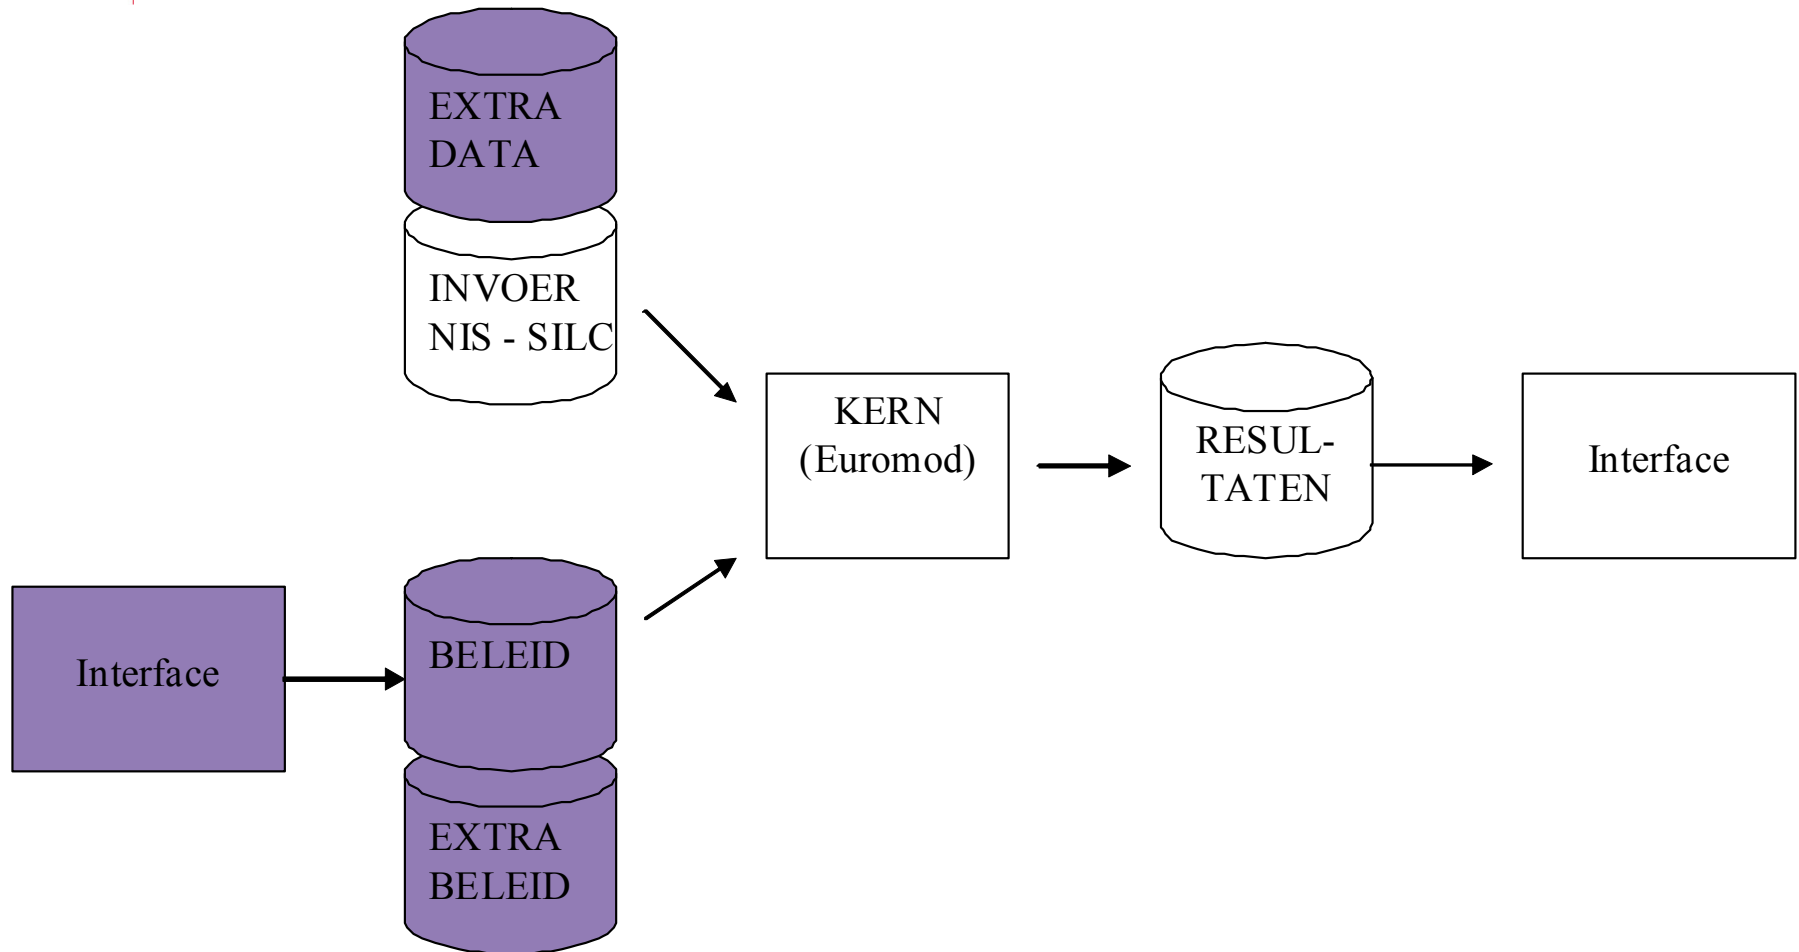 EXTRA
DATA
INVOER
NIS - SILC
KERN
(Euromod)
RESUL-
TATEN
Interface
Interface
BELEID
EXTRA
BELEID